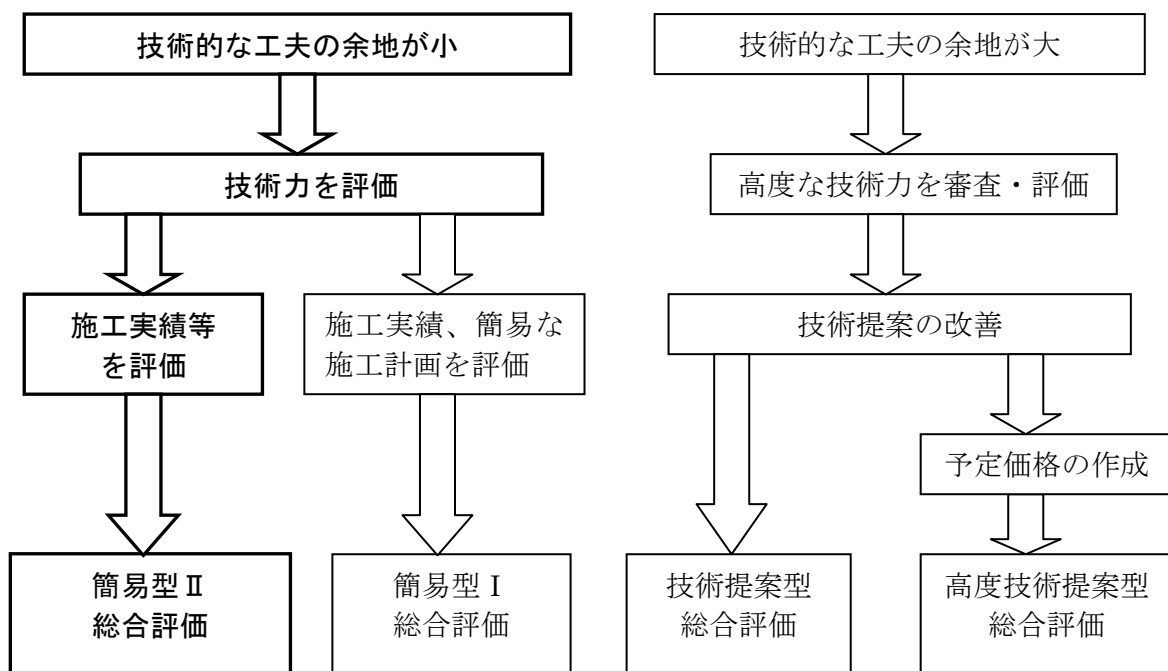 技術的な工夫の余地が小
技術的な工夫の余地が大
技術力を評価
高度な技術力を審査・評価
施工実績等
を評価
施工実績、簡易な
施工計画を評価
技術提案の改善
予定価格の作成
簡易型Ⅱ
総合評価
簡易型Ⅰ
総合評価
技術提案型
総合評価
高度技術提案型
総合評価